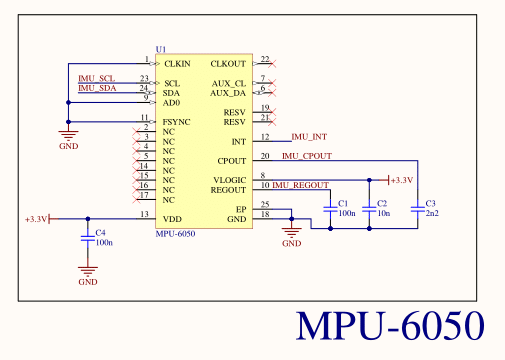 U1
1 CLKIN CLKOUT 22
IMU_SCL 23 SCL AUX_CL 7
IMU_SDA 24 SDA AUX_DA 6
9 AD0
RESV 19
11 FSYNC RESV 21
GND
2 NC
3 NC INT 12 IMU_INT
4 NC
5 NC CPOUT 20 IMU_CPOUT
14 NC
15 NC VLOGIC 8 +3.3V
16 NC REGOUT 10 IMU_REGOUT
17 NC
C1 100n
C2 10n
C3 2n2
EP 25
+3.3V 13 VDD GND 18
MPU-6050
C4 100n
GND
GND
MPU-6050